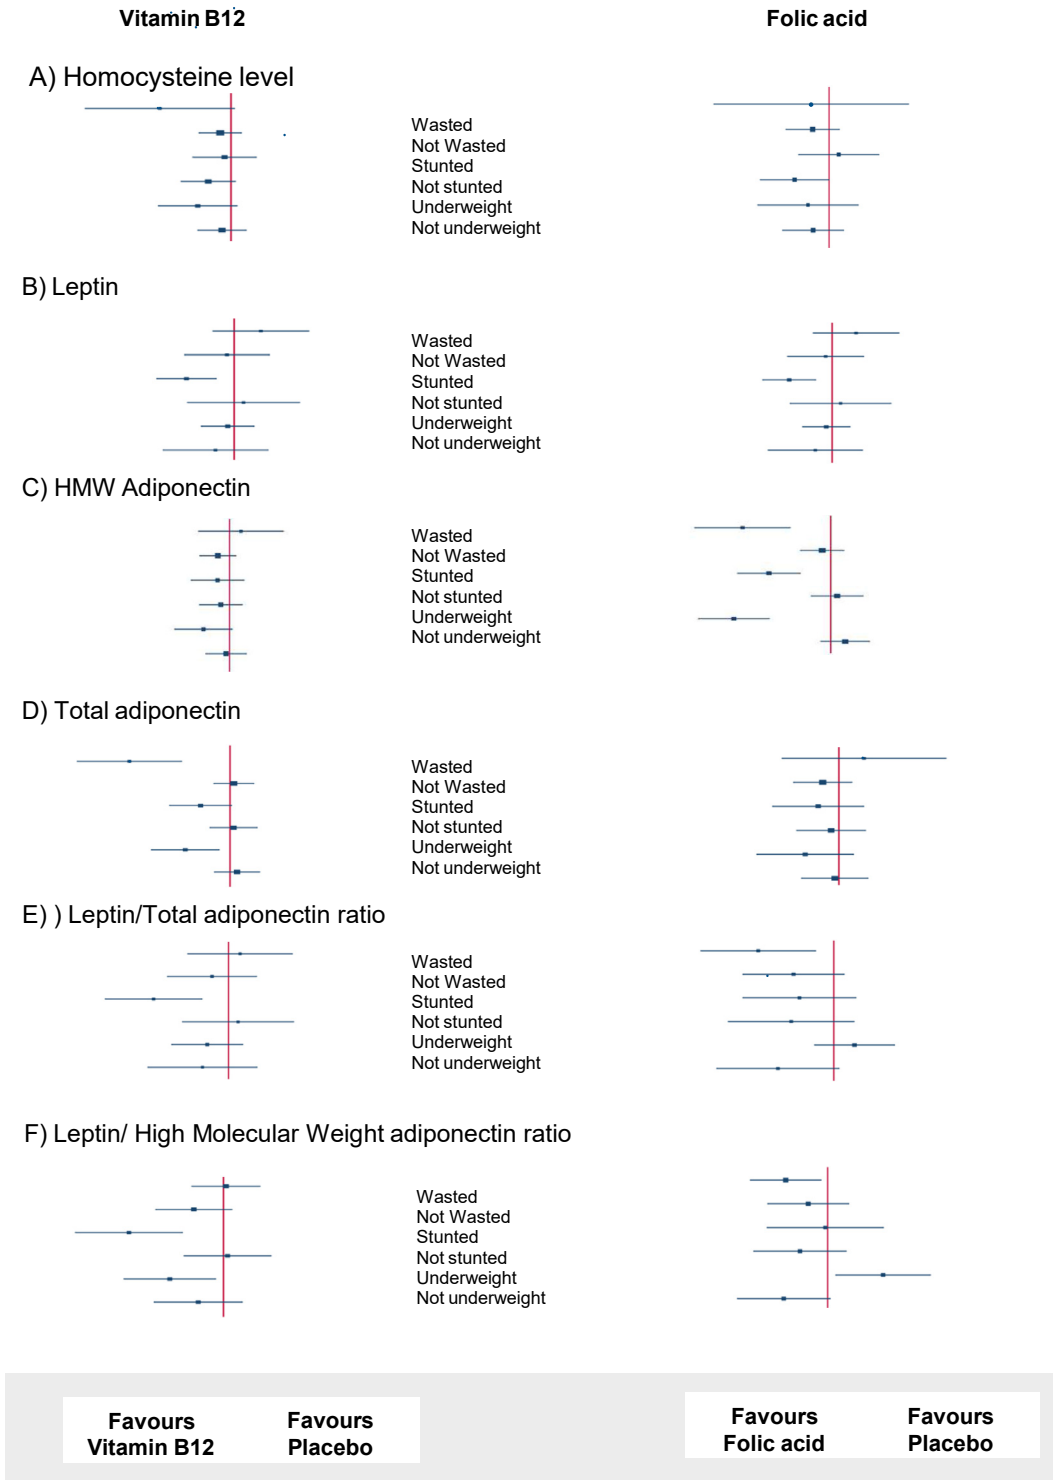 Vitamin B12
Folic acid
A) Homocysteine level
Wasted
Not Wasted
Stunted
Not stunted
Underweight
Not underweight
B) Leptin
Wasted
Not Wasted
Stunted
Not stunted
Underweight
Not underweight
C) HMW Adiponectin
Wasted
Not Wasted
Stunted
Not stunted
Underweight
Not underweight
D) Total adiponectin
Wasted
Not Wasted
Stunted
Not stunted
Underweight
Not underweight
E) ) Leptin/Total adiponectin ratio
Wasted
Not Wasted
Stunted
Not stunted
Underweight
Not underweight
F) Leptin/ High Molecular Weight adiponectin ratio
Wasted
Not Wasted
Stunted
Not stunted
Underweight
Not underweight
Favours
Vitamin B12
Favours
Placebo
Favours
Folic acid
Favours
Placebo